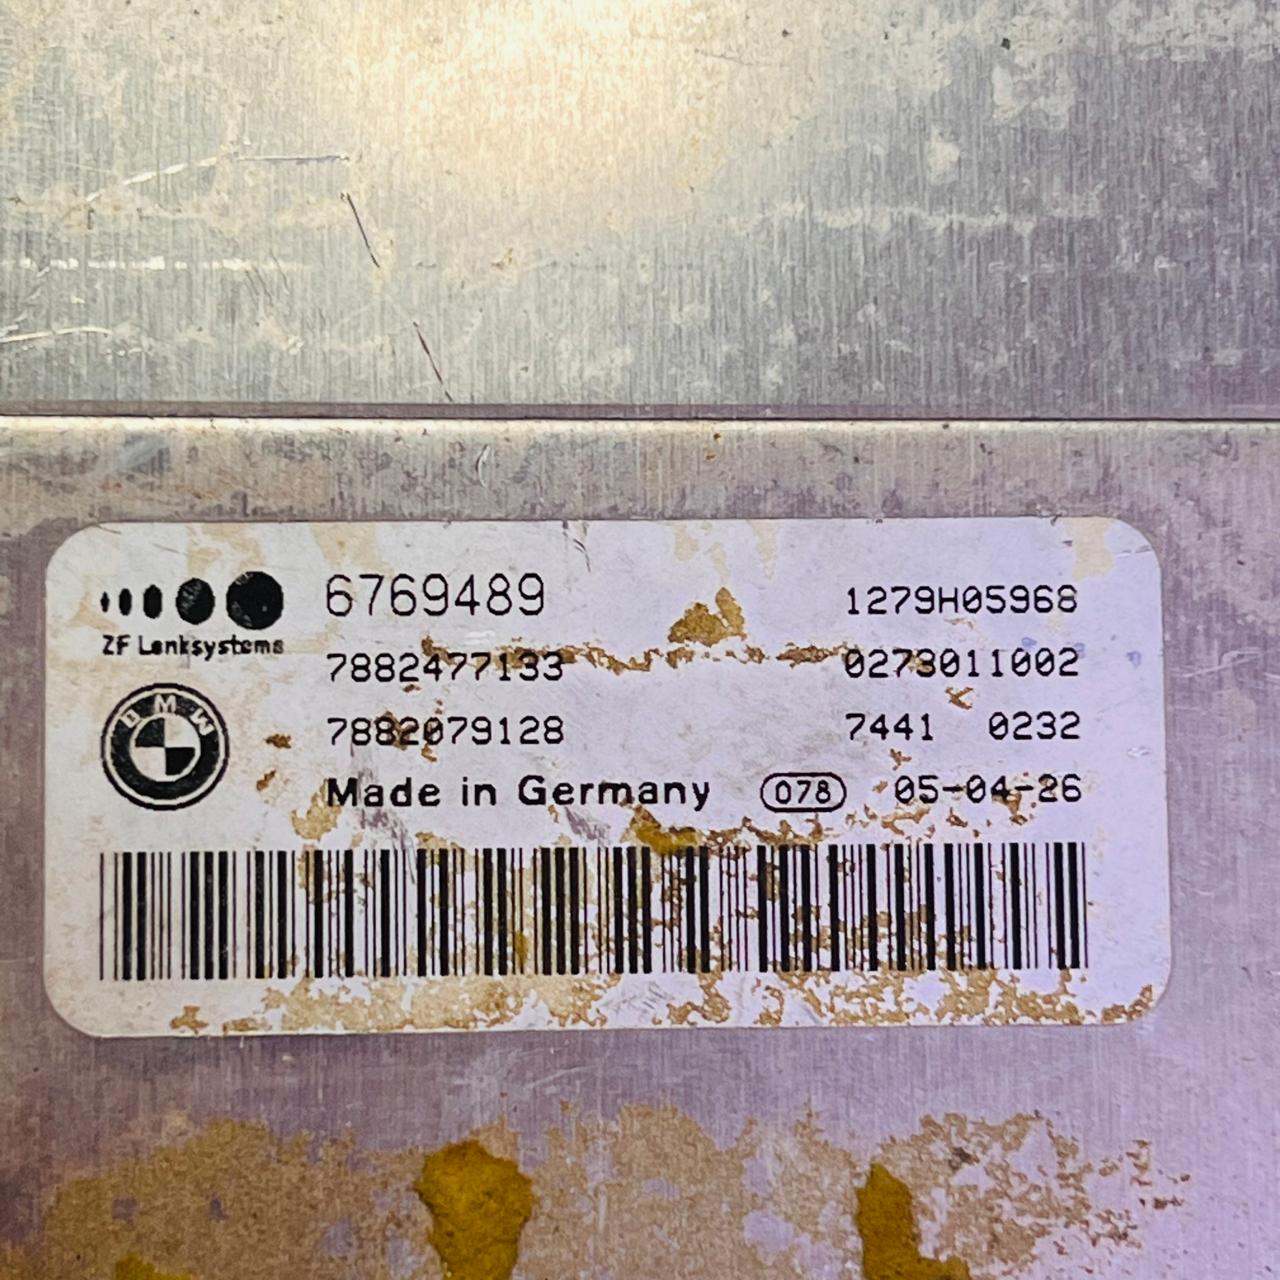 6769489 1279H05968
ZF Lenksystems
7882477133 0273011002
BMW
7882079128 7441 0232
Made in Germany 078 05-04-26